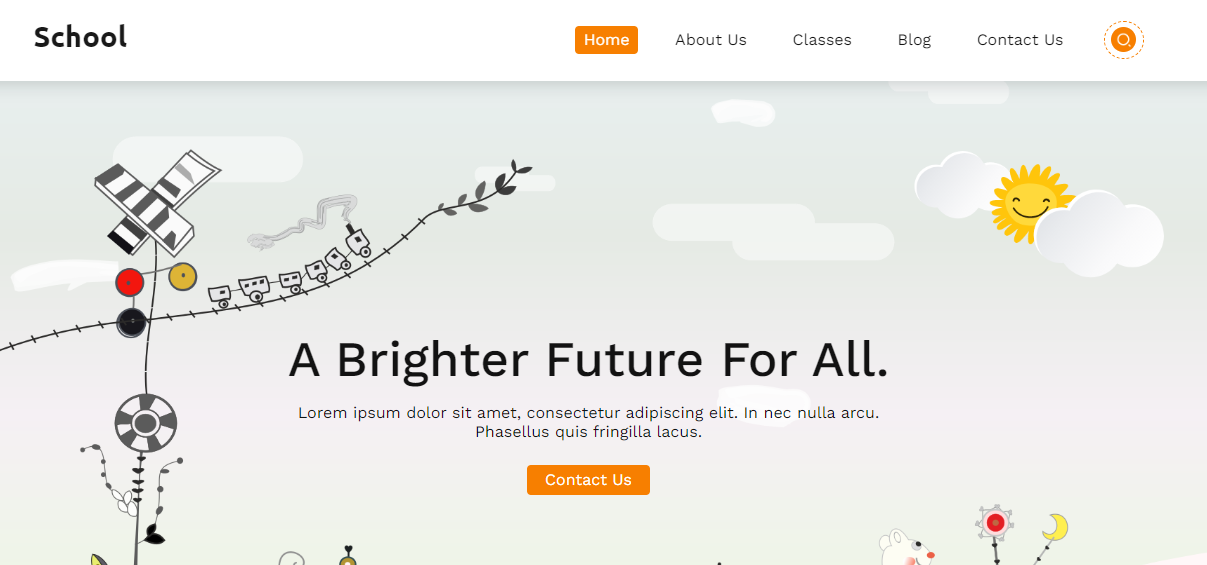 School
Home
About Us
Classes
Blog
Contact Us
A Brighter Future For All.
Lorem ipsum dolor sit amet, consectetur adipiscing elit. In nec nulla arcu.
Phasellus quis fringilla lacus.
Contact Us